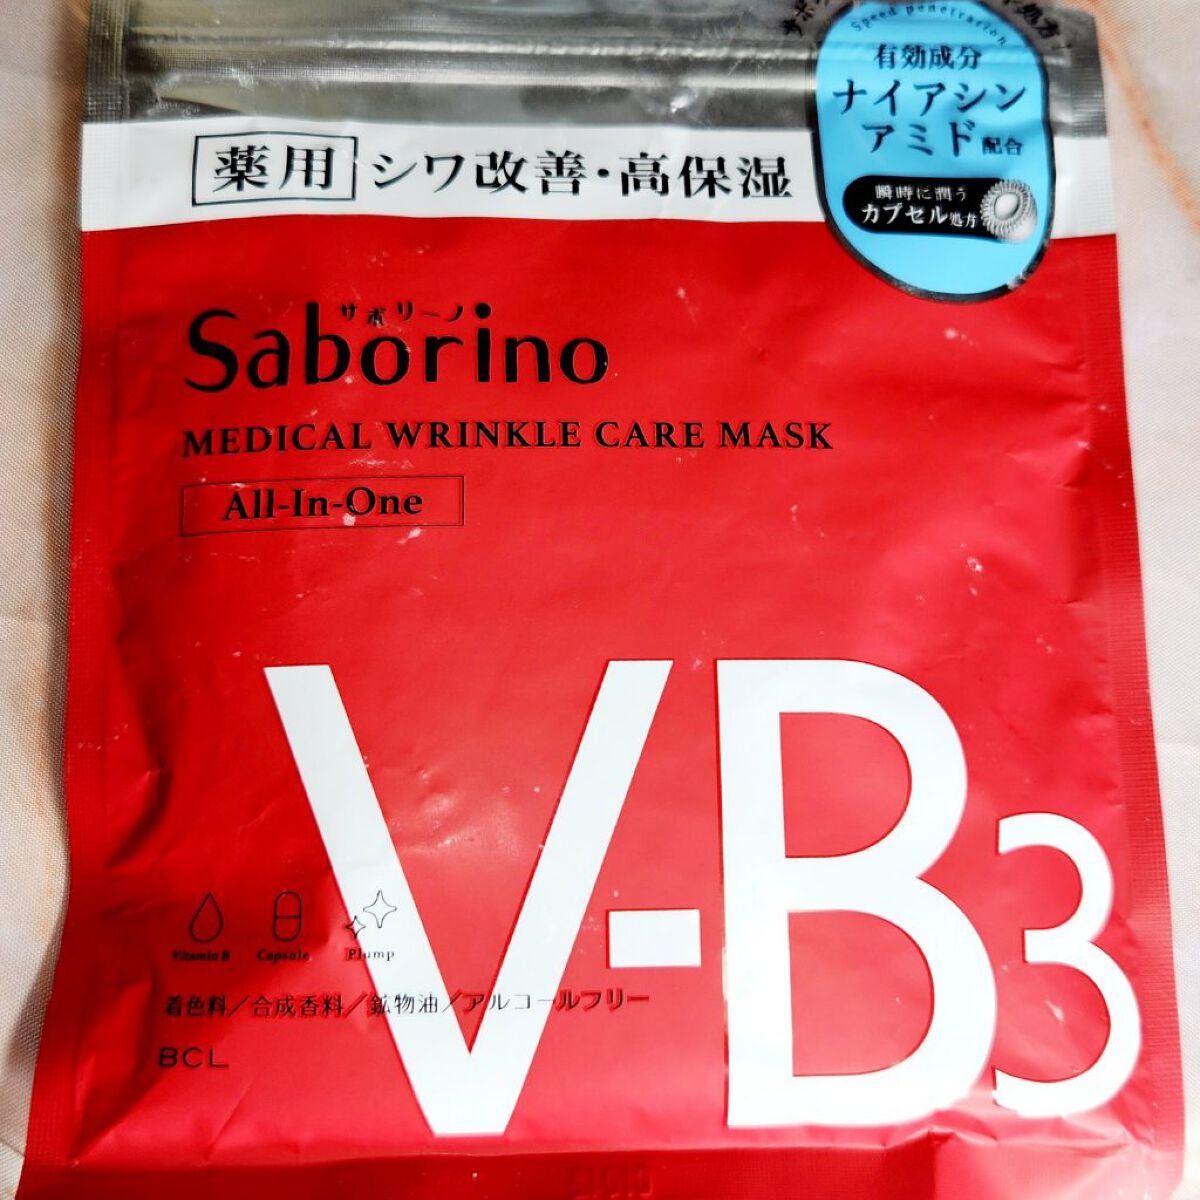 Speed penetration
有効成分
ナイアシン
アミド配合
瞬時に潤う
カプセル処方
薬用 シワ改善・高保湿
サボリーノ
Saborino
MEDICAL WRINKLE CARE MASK
All-In-One
V-B3
Vitamin B Capsule Plump
着色料/合成香料/鉱物油/アルコールフリー
BCL